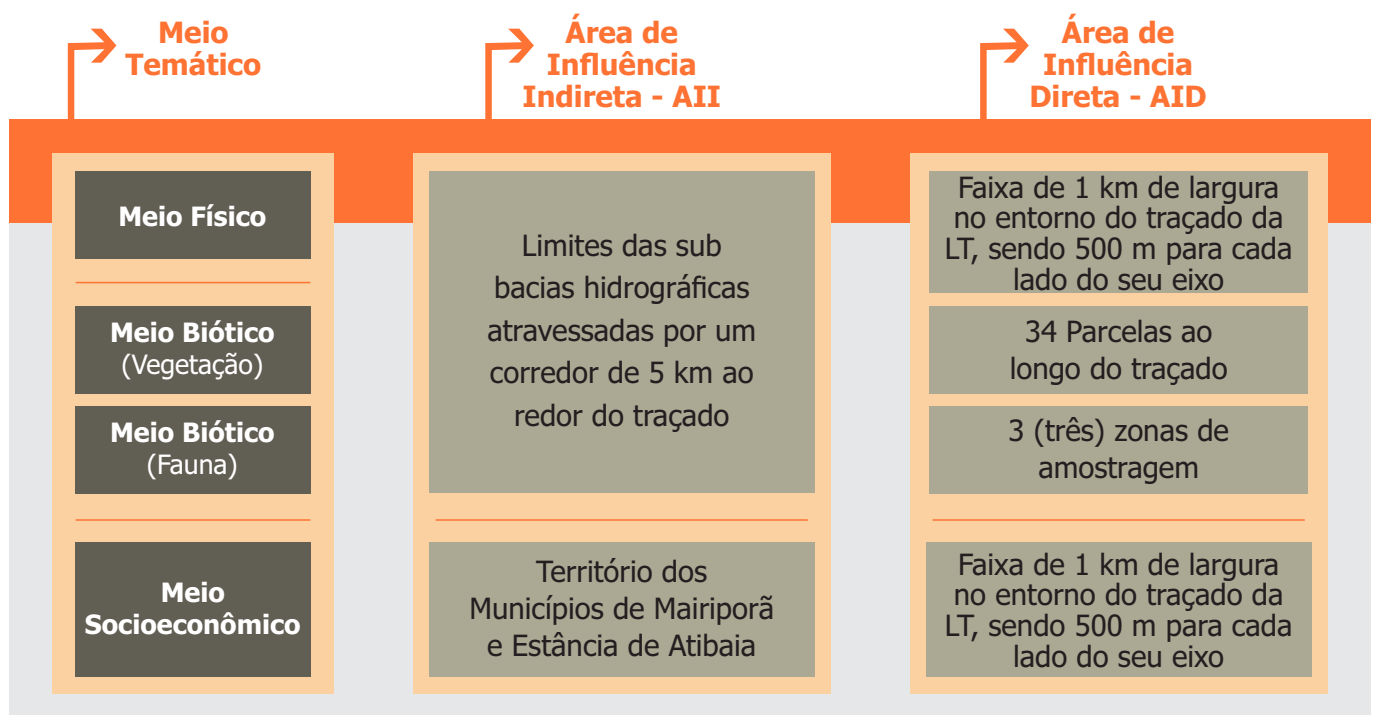 Meio
Temático
Área de
Influência
Indireta - AII
Área de
Influência
Direta - AID
Meio Físico
Limites das sub
bacias hidrográficas
atravessadas por um
corredor de 5 km ao
redor do traçado
Faixa de 1 km de largura
no entorno do traçado da
LT, sendo 500 m para cada
lado do seu eixo
Meio Biótico
(Vegetação)
34 Parcelas ao
longo do traçado
Meio Biótico
(Fauna)
3 (três) zonas de
amostragem
Meio
Socioeconômico
Território dos
Municípios de Mairiporã
e Estância de Atibaia
Faixa de 1 km de largura
no entorno do traçado da
LT, sendo 500 m para cada
lado do seu eixo